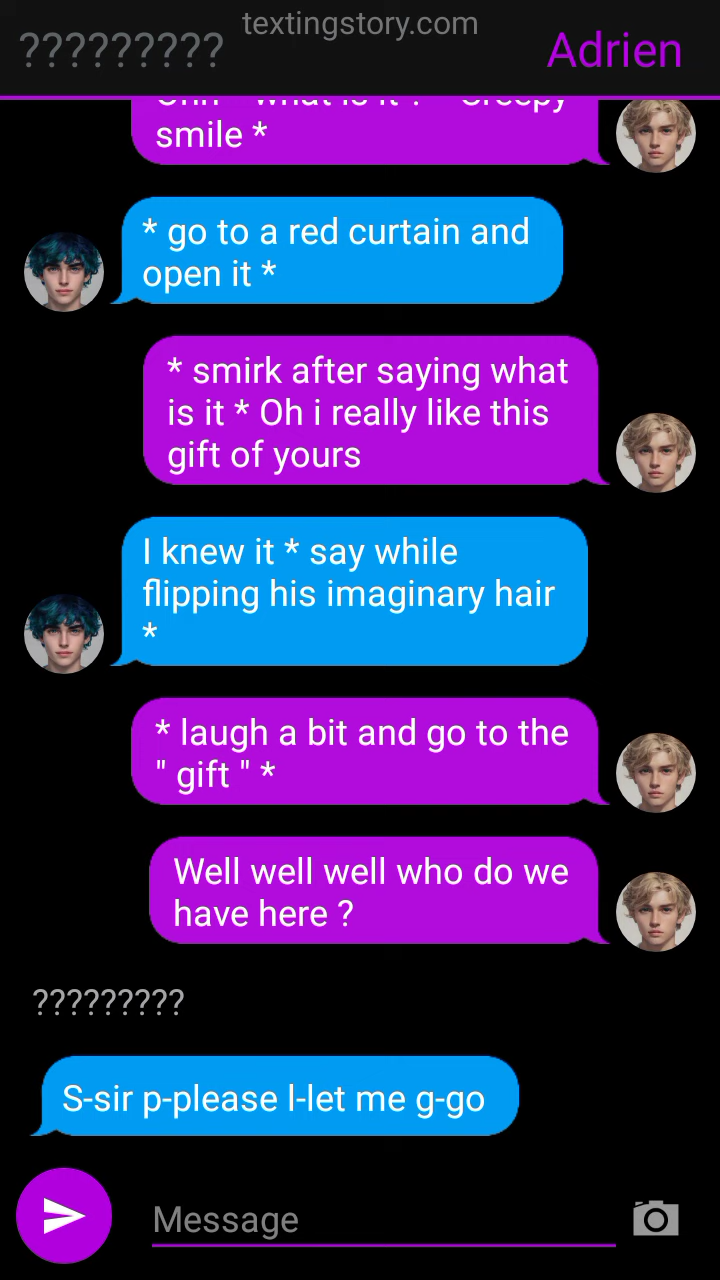 textingstory.com
?????????
Adrien
smile *
* go to a red curtain and
open it *
* smirk after saying what
is it * Oh i really like this
gift of yours
I knew it * say while
flipping his imaginary hair
*
* laugh a bit and go to the
" gift " *
Well well well who do we
have here ?
?????????
S-sir p-please l-let me g-go
Message